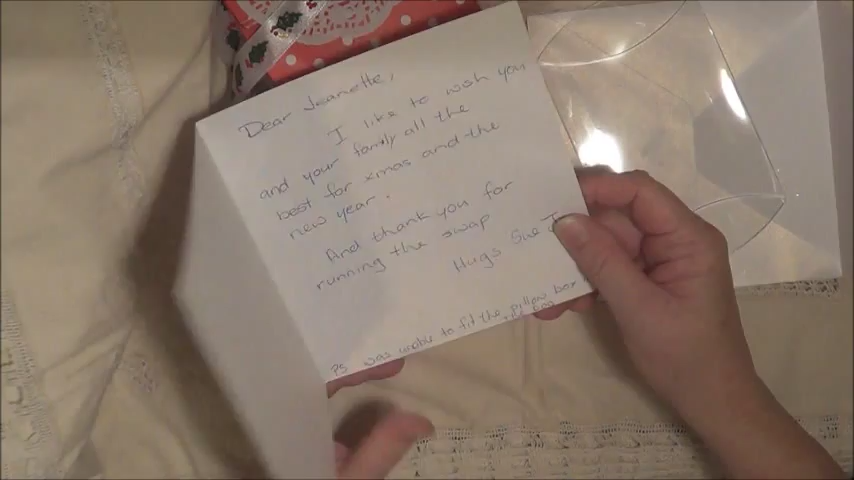 Dear Jeanette,
I like to wish you
and your family all the
best for xmas and the
new year.
And thank you for
running the swap
Hugs Sue J
PS was unable to fit the pillow box